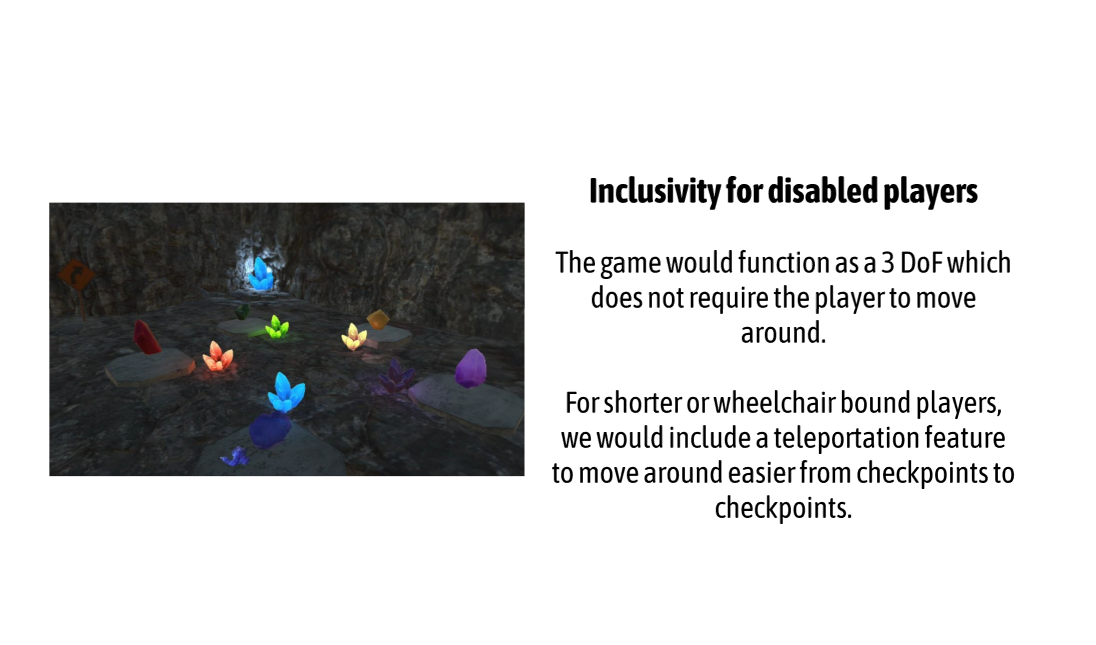 Inclusivity for disabled players
The game would function as a 3 DoF which
does not require the player to move
around.
For shorter or wheelchair bound players,
we would include a teleportation feature
to move around easier from checkpoints to
checkpoints.